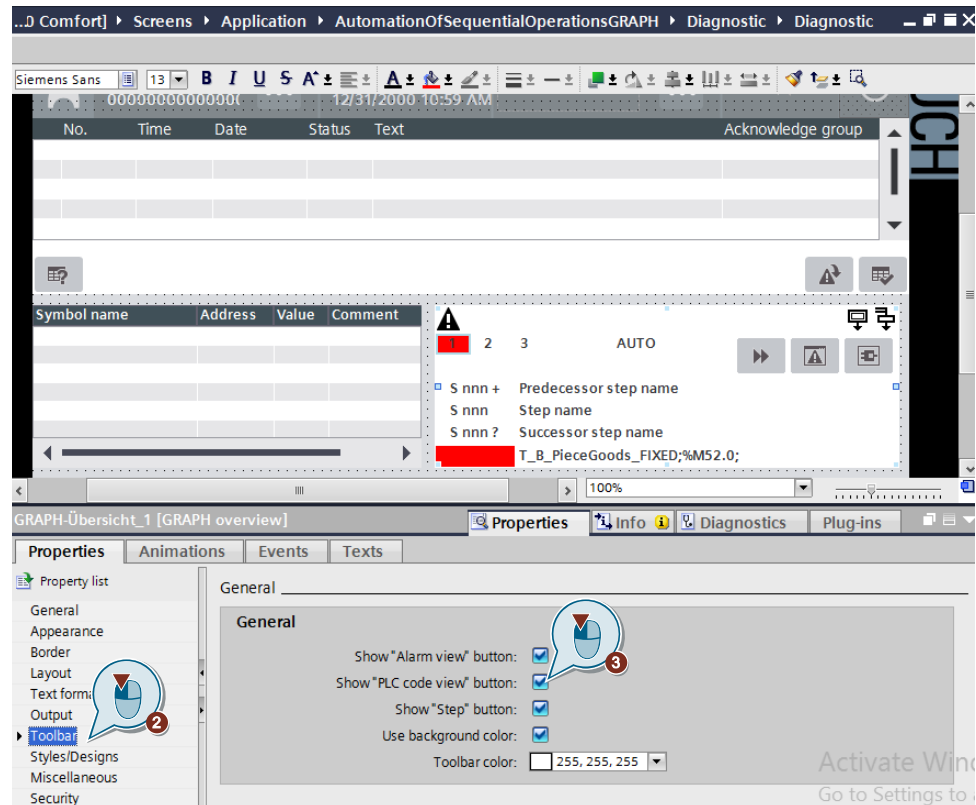 ...0 Comfort] ‣ Screens ‣ Application ‣ AutomationOfSequentialOperationsGRAPH ‣ Diagnostic ‣ Diagnostic
Siemens Sans 13 B I U S A
12/31/2000 10:59 AM
No. Time Date Status Text Acknowledge group
Symbol name Address Value Comment
1 2 3 AUTO
S nnn + Predecessor step name
S nnn Step name
S nnn ? Successor step name
T_B_PieceGoods_FIXED;%M52.0;
100%
GRAPH-Übersicht_1 [GRAPH overview] Properties Info Diagnostics Plug-ins
Properties Animations Events Texts
Property list
General
Appearance
Border
Layout
Output
Toolbar
Styles/Designs
Miscellaneous
Security
2
General
General
Show "Alarm view" button:
Show "PLC code view" button:
Show "Step" button:
Use background color:
Toolbar color: 255, 255, 255
3
Activate Wind
Go to Settings to